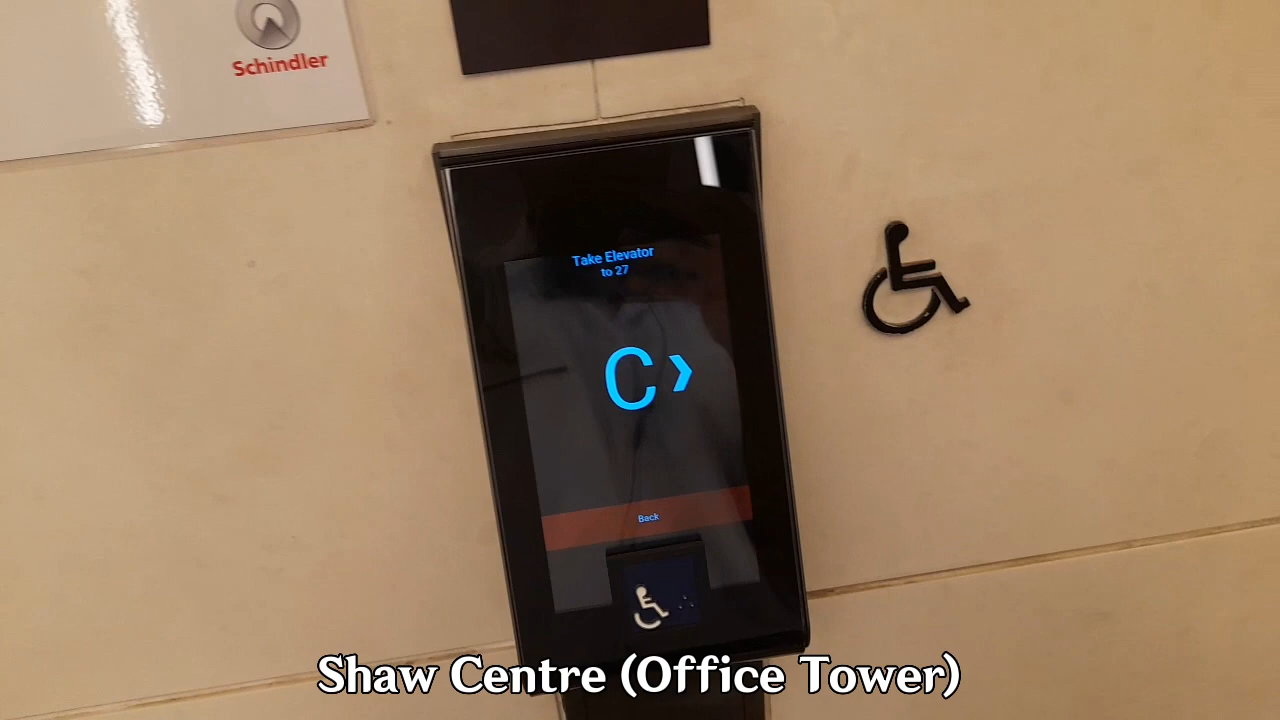 Schindler
Take Elevator
to 27
C ›
Back
Shaw Centre (Office Tower)